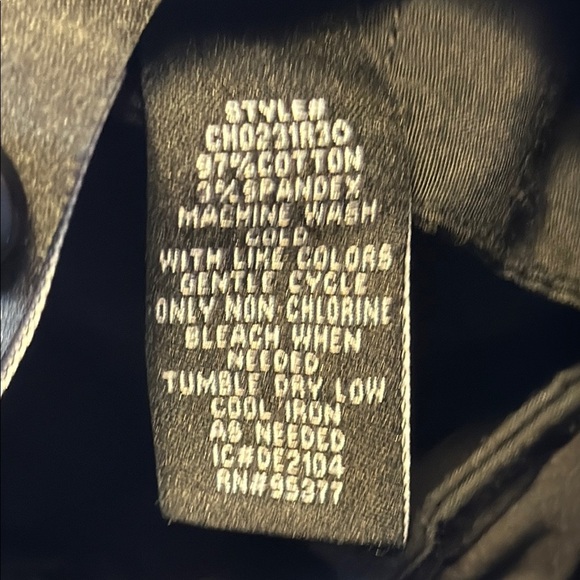 STYLE#
CH0231R30
97%COTTON
3%SPANDEX
MACHINE WASH
COLD
WITH LIKE COLORS
GENTLE CYCLE
ONLY NON CHLORINE
BLEACH WHEN
NEEDED
TUMBLE DRY LOW
COOL IRON
AS NEEDED
IC#DE2104
RN#95377